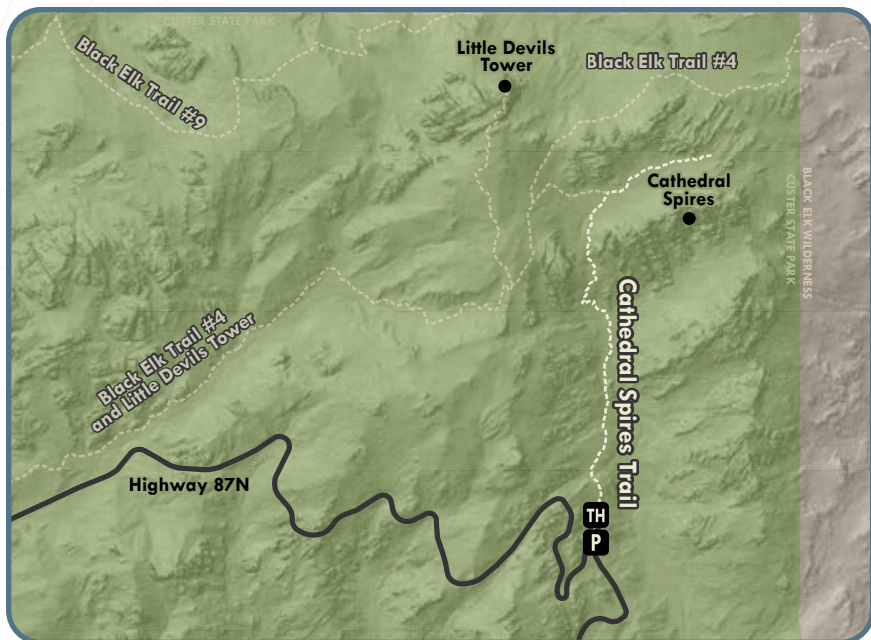 CUSTER STATE PARK
Black Elk Trail #9
Little Devils
Tower
Black Elk Trail #4
Cathedral
Spires
BLACK ELK WILDERNESS
CUSTER STATE PARK
Cathedral Spires Trail
Black Elk Trail #4
and Little Devils Tower
Highway 87N
TH
P